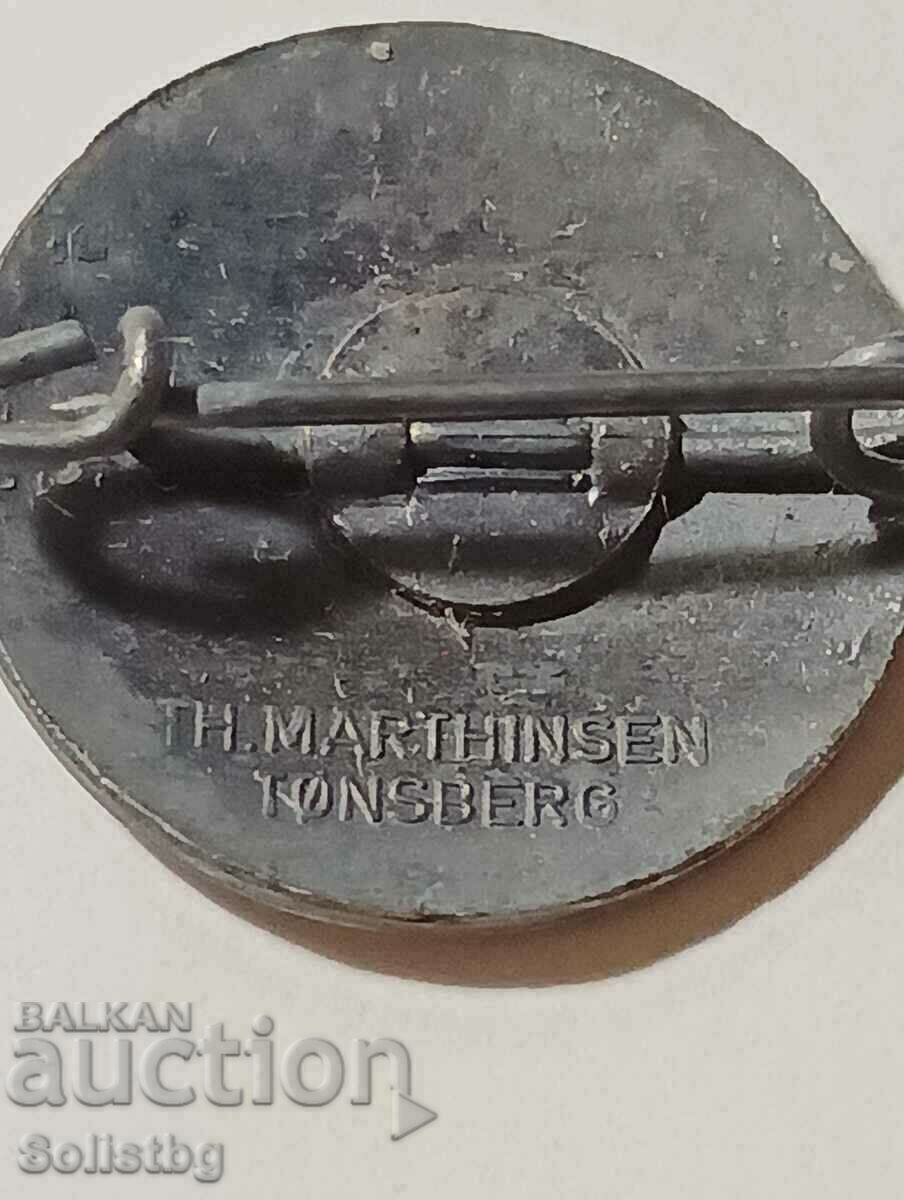 TH.MARTHINSEN
TØNSBERG
BALKAN
auction
Solistbg